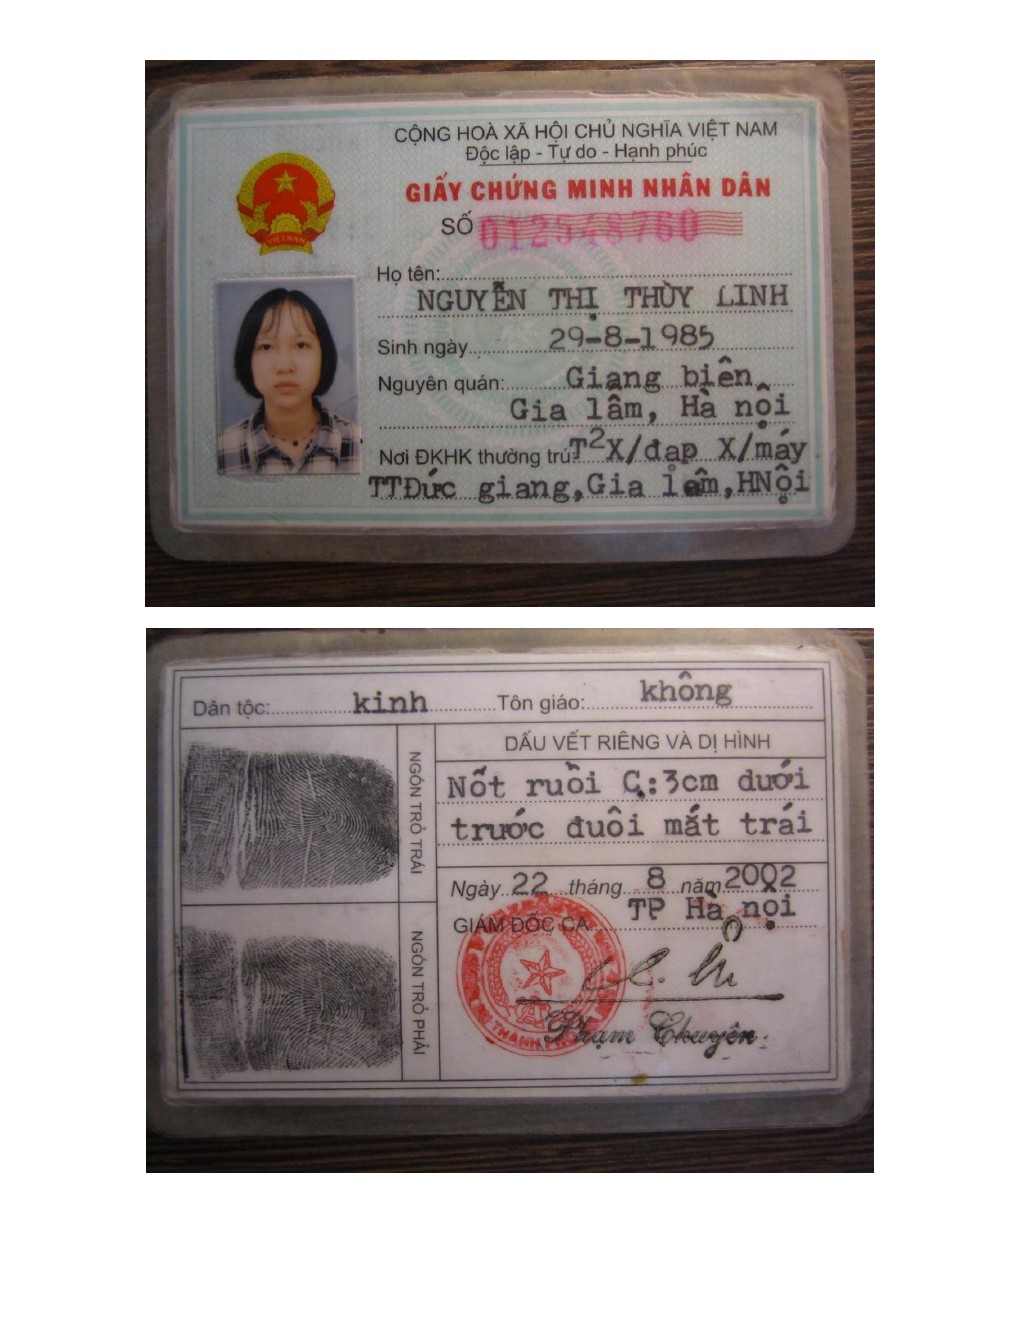 CỘNG HOÀ XÃ HỘI CHỦ NGHĨA VIỆT NAM
Độc lập - Tự do - Hạnh phúc
GIẤY CHỨNG MINH NHÂN DÂN
SỐ 012548760
VIỆT NAM
Họ tên:
NGUYỄN THỊ THÙY LINH
Sinh ngày 29-8-1985
Nguyên quán: Giang biên
Gia lâm, Hà nội
Nơi ĐKHK thường trú: T²X/đạp X/máy
TTĐức giang, Gia lâm, HNội
Dân tộc: kinh Tôn giáo: không
NGÓN TRỎ TRÁI
DẤU VẾT RIÊNG VÀ DỊ HÌNH
Nốt ruồi C:3cm dưới
trước đuôi mắt trái
NGÓN TRỎ PHẢI
Ngày 22 tháng 8 năm 2002
GIÁM ĐỐC CA TP Hà nội
Phạm Chuyên